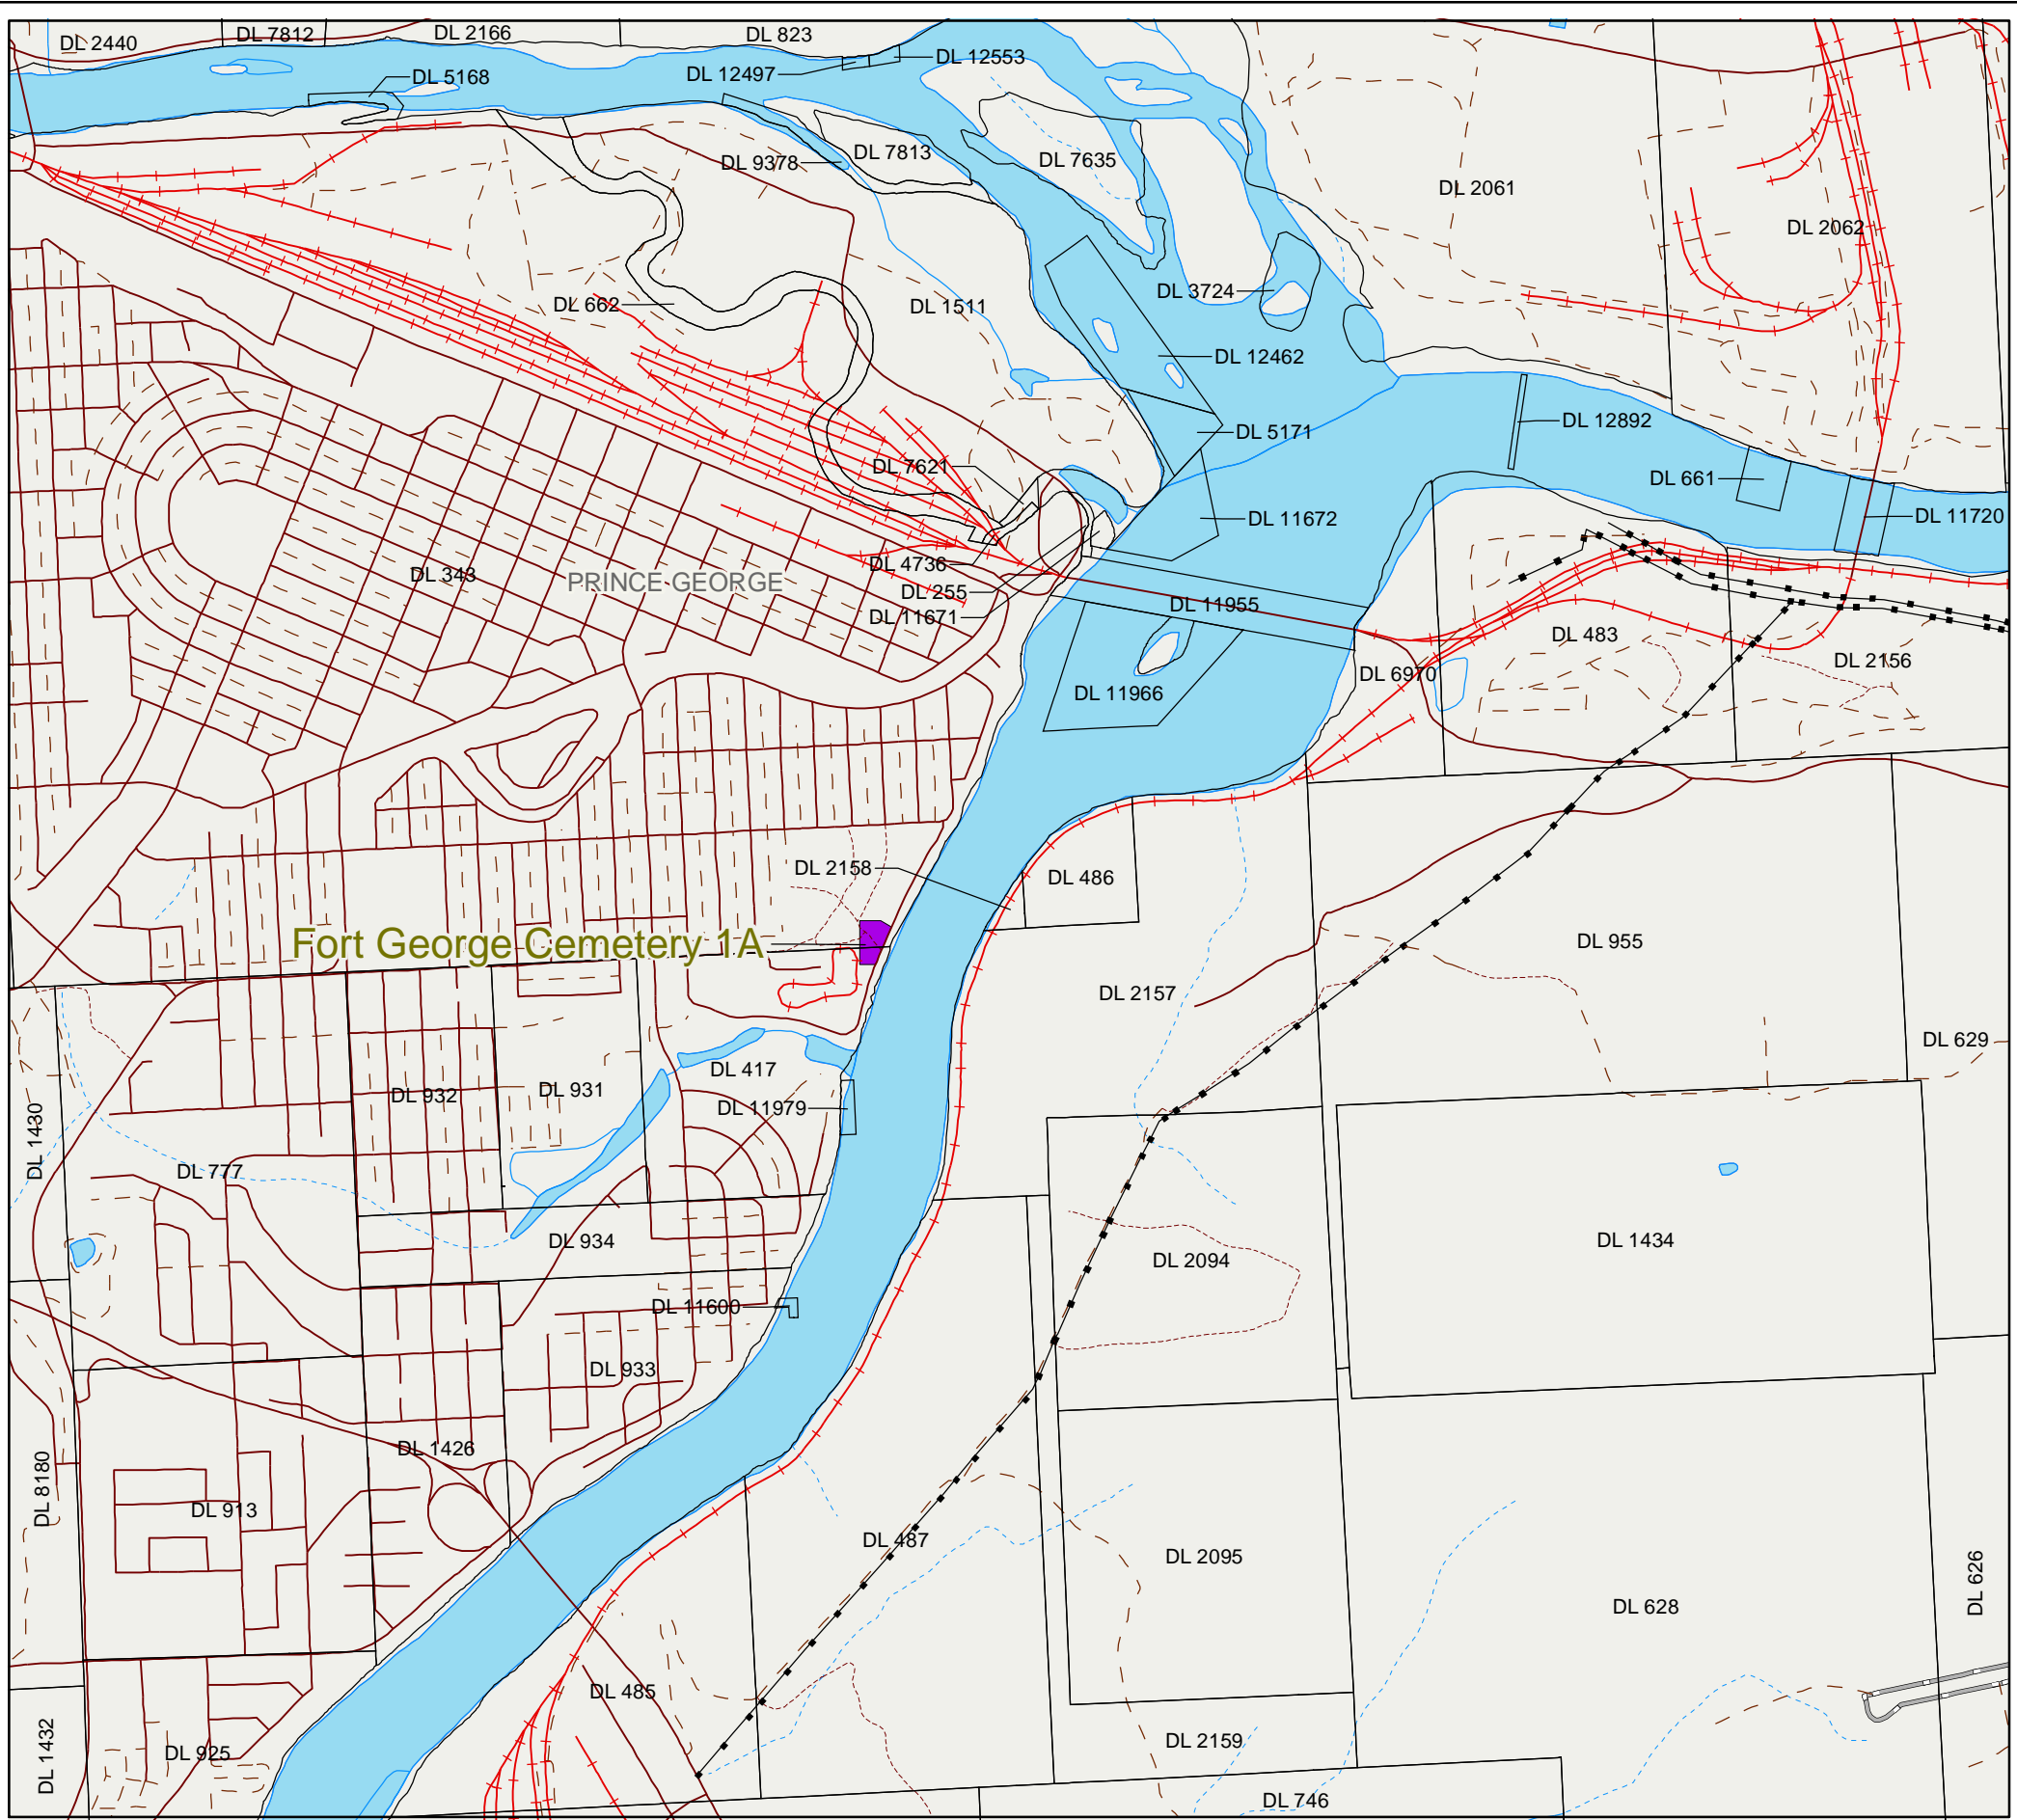 DL 2440
DL 7812
DL 2166
DL 823
DL 12553
DL 12497
DL 5168
DL 9378
DL 7813
DL 7635
DL 2061
DL 2062
DL 662
DL 1511
DL 3724
DL 12462
DL 5171
DL 12892
DL 7621
DL 661
DL 11672
DL 11720
DL 4736
DL 343
PRINCE GEORGE
DL 255
DL 11671
DL 11955
DL 483
DL 2156
DL 6970
DL 11966
DL 2158
DL 486
Fort George Cemetery 1A
DL 955
DL 2157
DL 629
DL 417
DL 932
DL 931
DL 11979
DL 1430
DL 777
DL 934
DL 2094
DL 1434
DL 11600
DL 933
DL 1426
DL 8180
DL 913
DL 487
DL 2095
DL 628
DL 626
DL 485
DL 1432
DL 925
DL 2159
DL 746